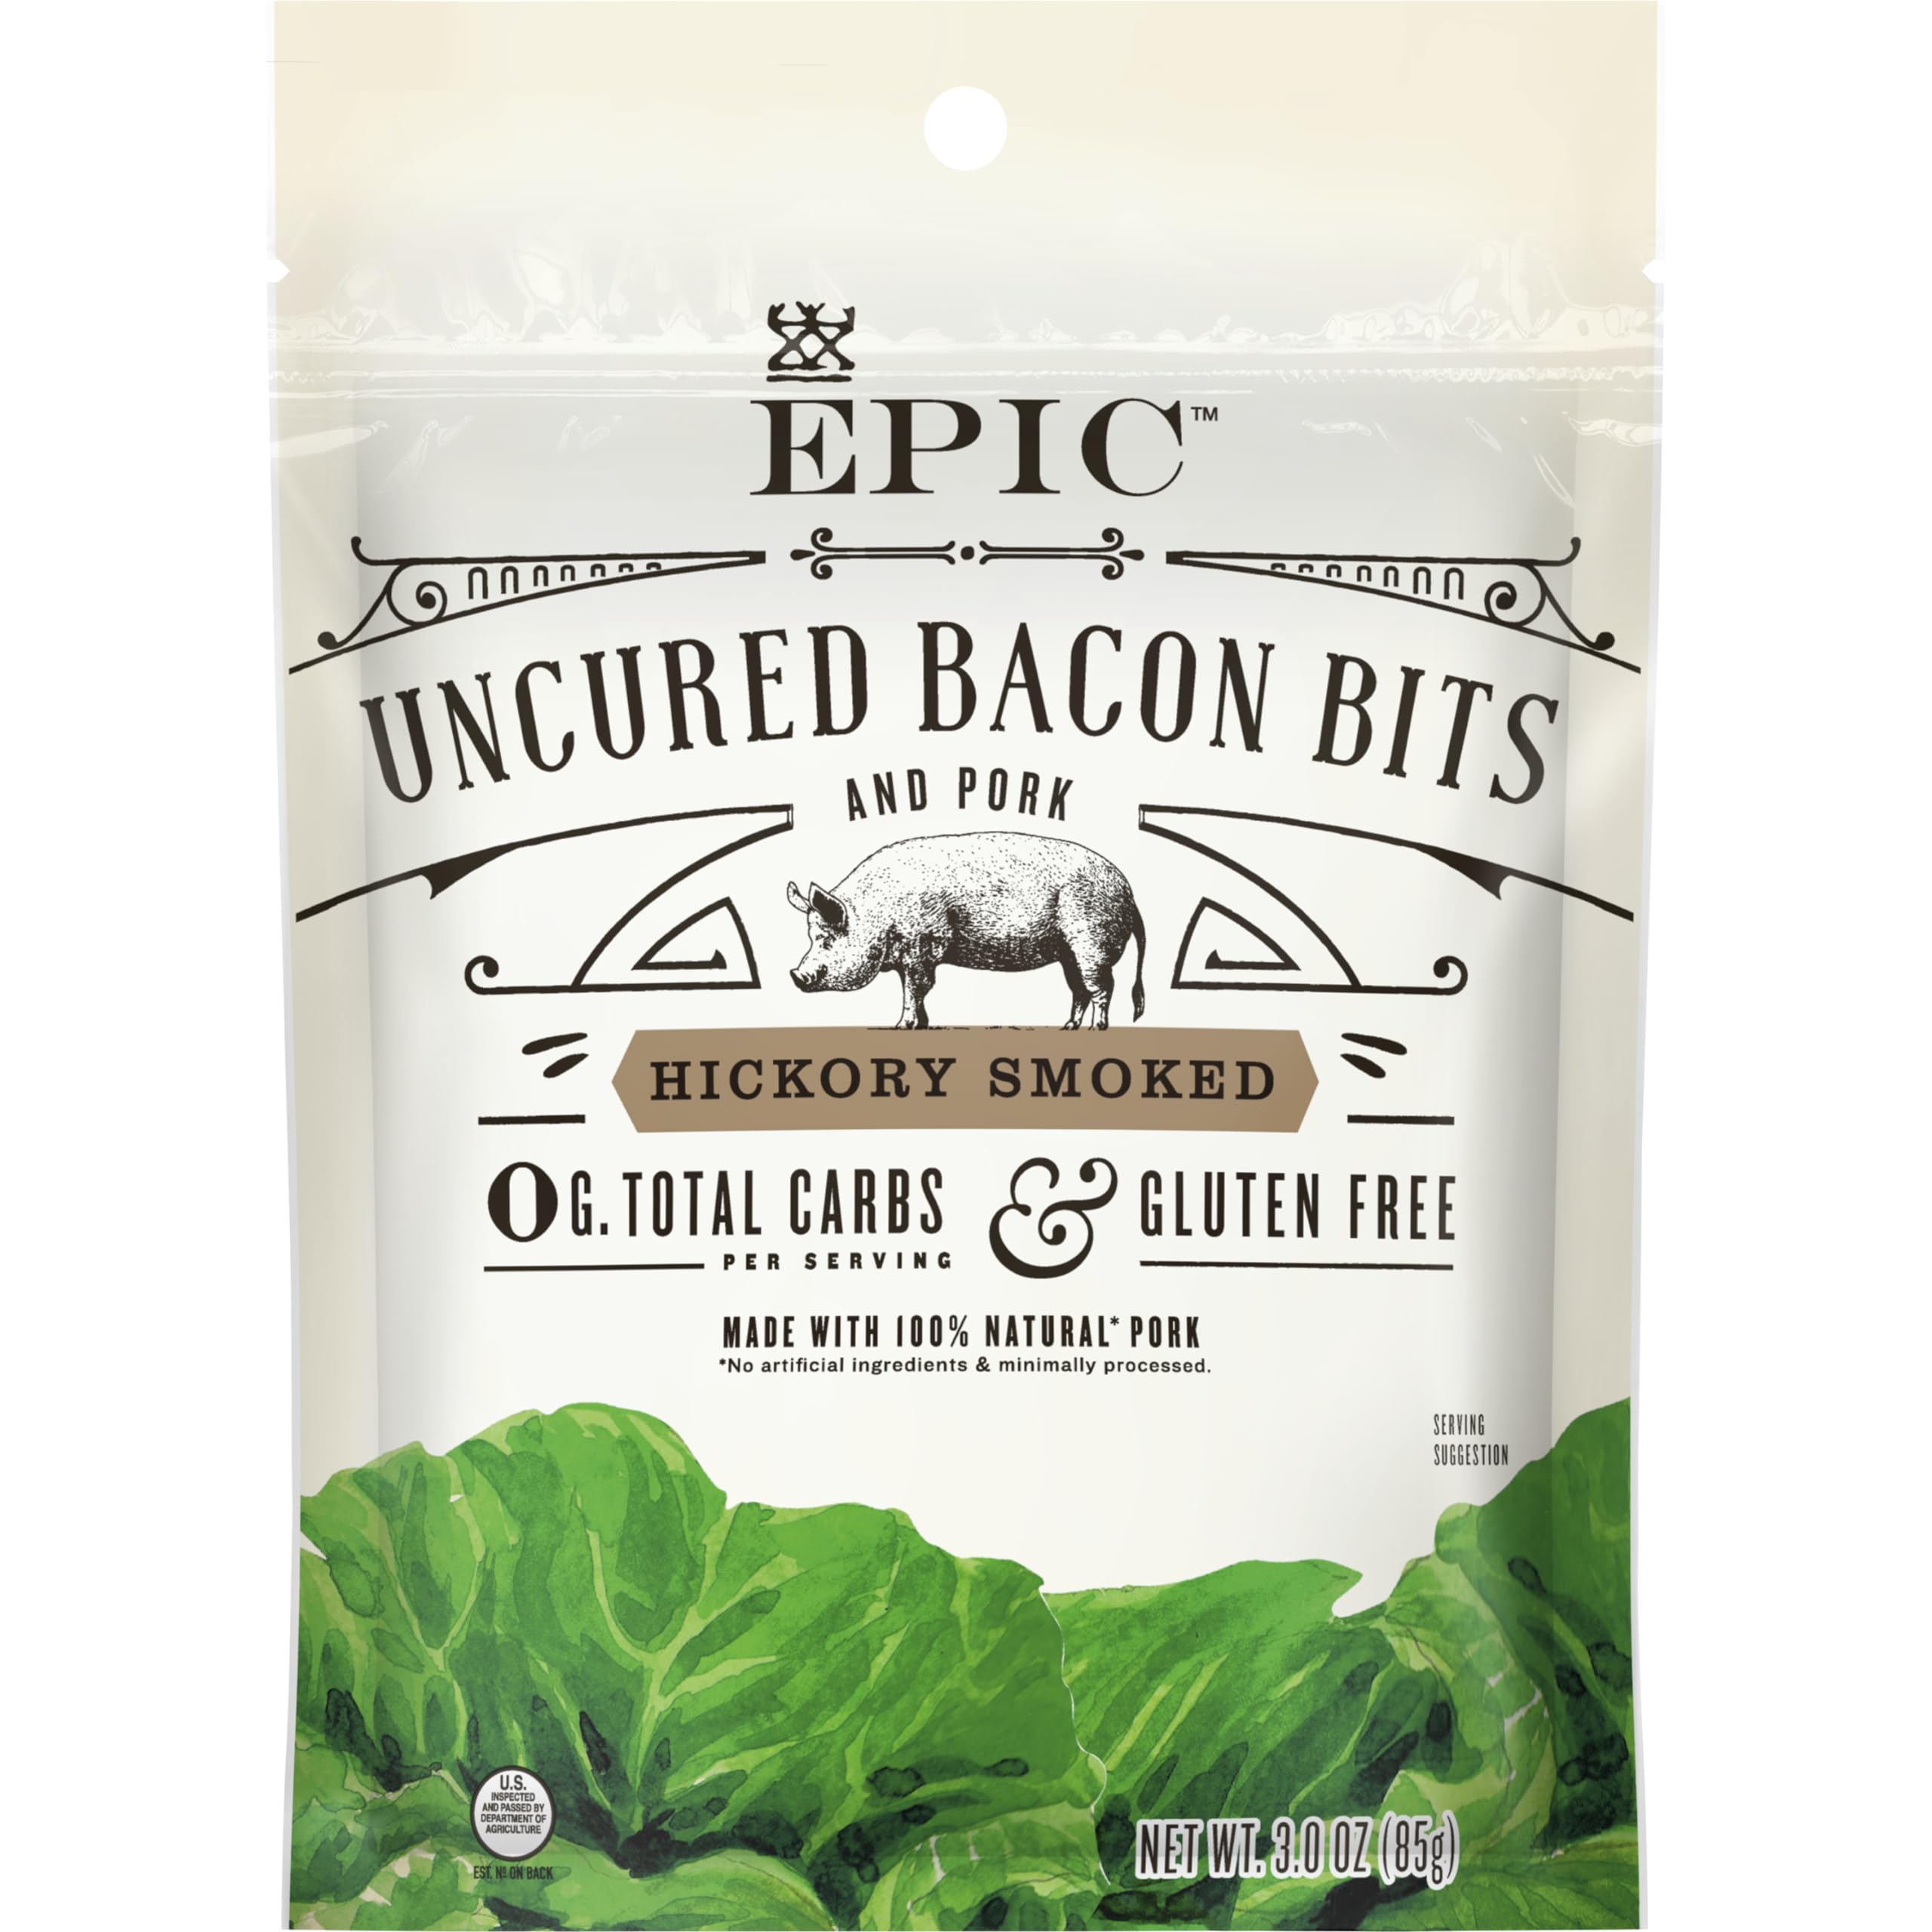 EPIC™
UNCURED BACON BITS
AND PORK
HICKORY SMOKED
0 G. TOTAL CARBS & GLUTEN FREE
PER SERVING
MADE WITH 100% NATURAL* PORK
*No artificial ingredients & minimally processed.
SERVING
SUGGESTION
U.S.
INSPECTED
AND PASSED BY
DEPARTMENT OF
AGRICULTURE
EST. Nº ON BACK
NET WT. 3.0 OZ (85g)